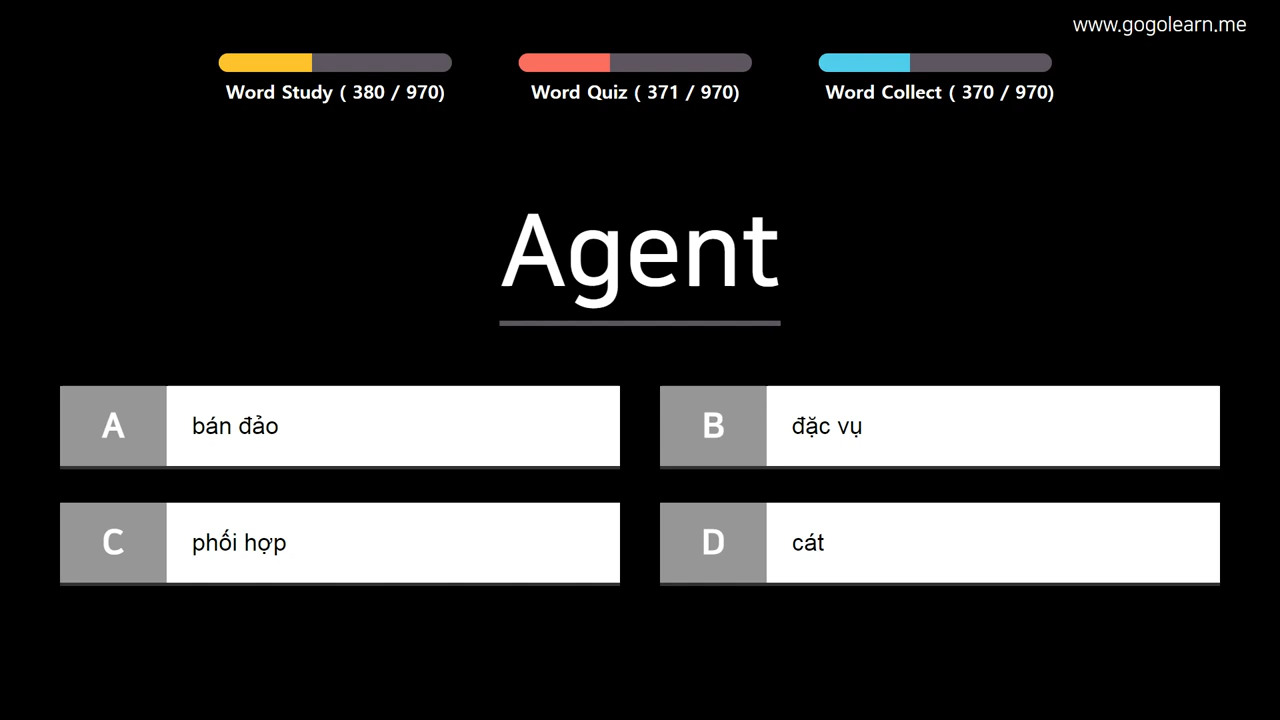 www.gogolearn.me
Word Study ( 380 / 970)
Word Quiz ( 371 / 970)
Word Collect ( 370 / 970)
Agent
A bán đảo
B đặc vụ
C phối hợp
D cát